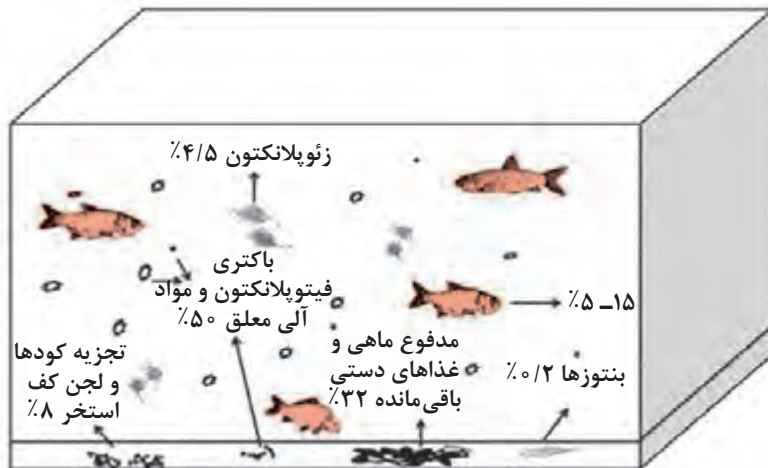 زئوپلانکتون ۴/۵٪
باکتری
فیتوپلانکتون و مواد
آلی معلق ۵۰٪
۱۵ــ ۵٪
مدفوع ماهی و
غذاهای دستی
باقی‌مانده ۳۲٪
بنتوزها ۰/۲٪
تجزیه کودها
و لجن کف
استخر ۸٪